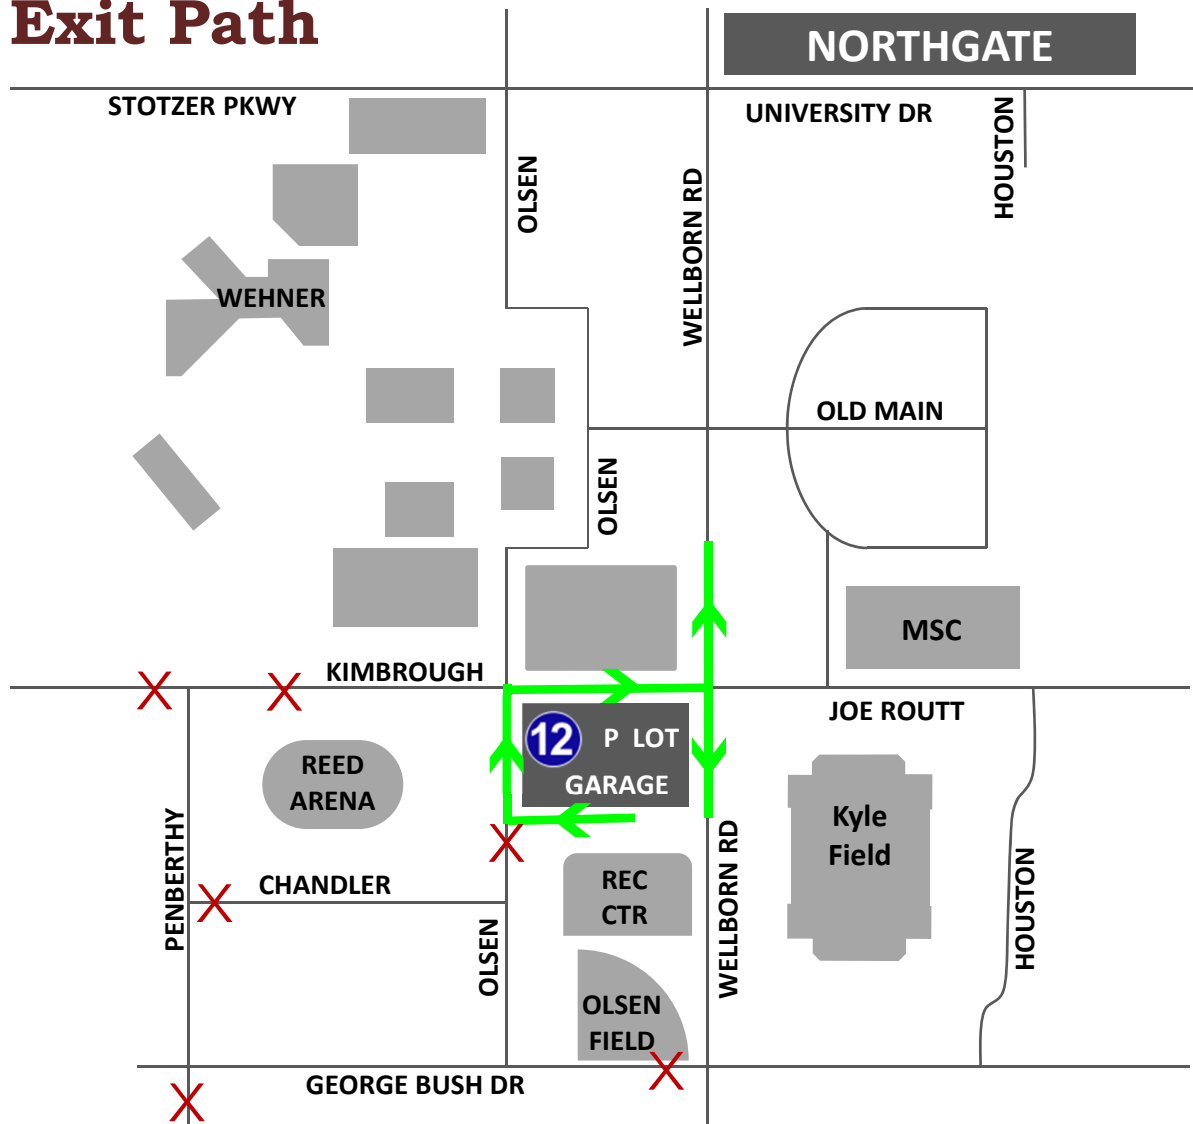 Exit Path
NORTHGATE
STOTZER PKWY
UNIVERSITY DR
HOUSTON
OLSEN
WELLBORN RD
WEHNER
OLD MAIN
OLSEN
MSC
KIMBROUGH
JOE ROUTT
12
P LOT
GARAGE
REED
ARENA
Kyle
Field
PENBERTHY
CHANDLER
REC
CTR
WELLBORN RD
HOUSTON
OLSEN
OLSEN
FIELD
GEORGE BUSH DR